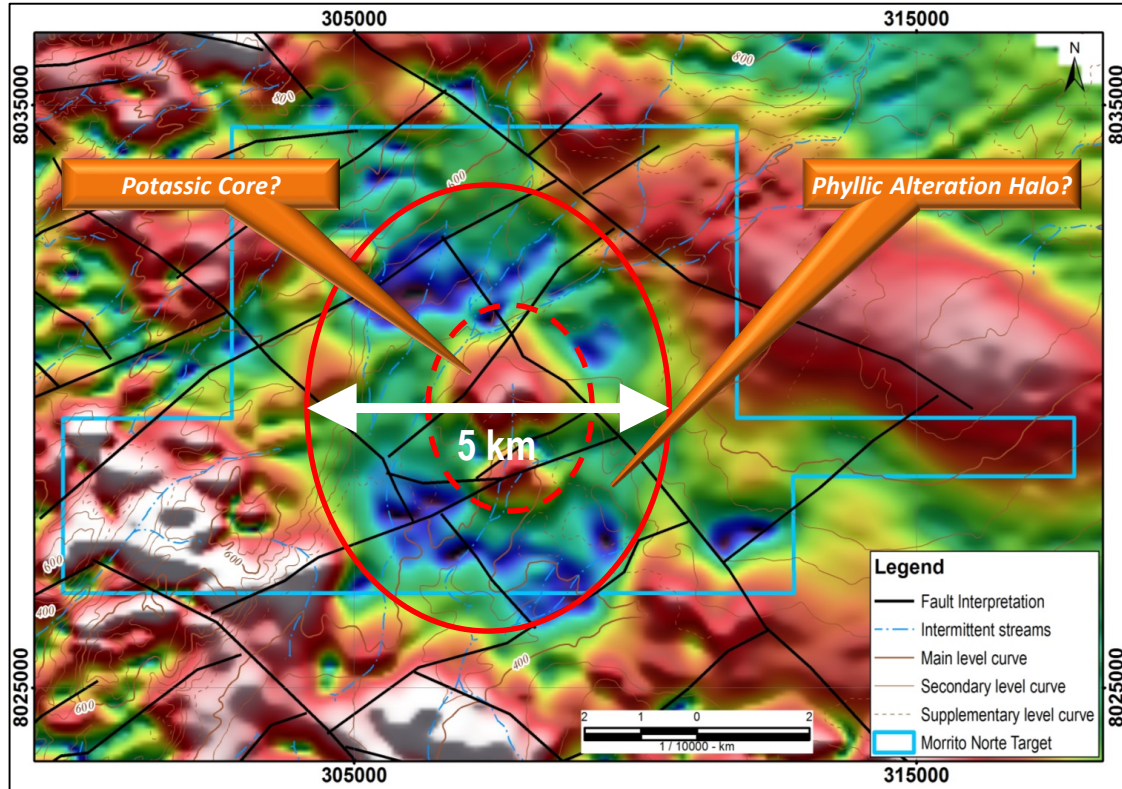 305000
315000
N
8035000
8035000
800
800
600
Potassic Core?
Phyllic Alteration Halo?
5 km
600
600
400
400
600
8025000
8025000
Legend
Fault Interpretation
Intermittent streams
Main level curve
Secondary level curve
Supplementary level curve
Morrito Norte Target
2 1 0 2
1 / 10000 - km
305000
315000